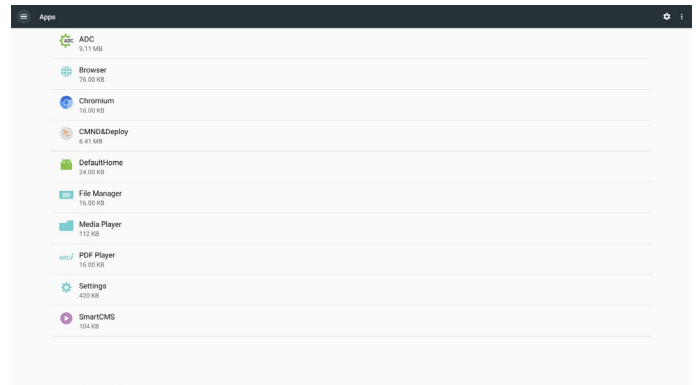 Apps
ADC
ADC
9.11 MB
Browser
76.00 KB
Chromium
16.00 KB
CMND&Deploy
6.41 MB
DefaultHome
24.00 KB
File Manager
16.00 KB
Media Player
112 KB
ABCi
PDF Player
16.00 KB
Settings
420 KB
SmartCMS
104 KB